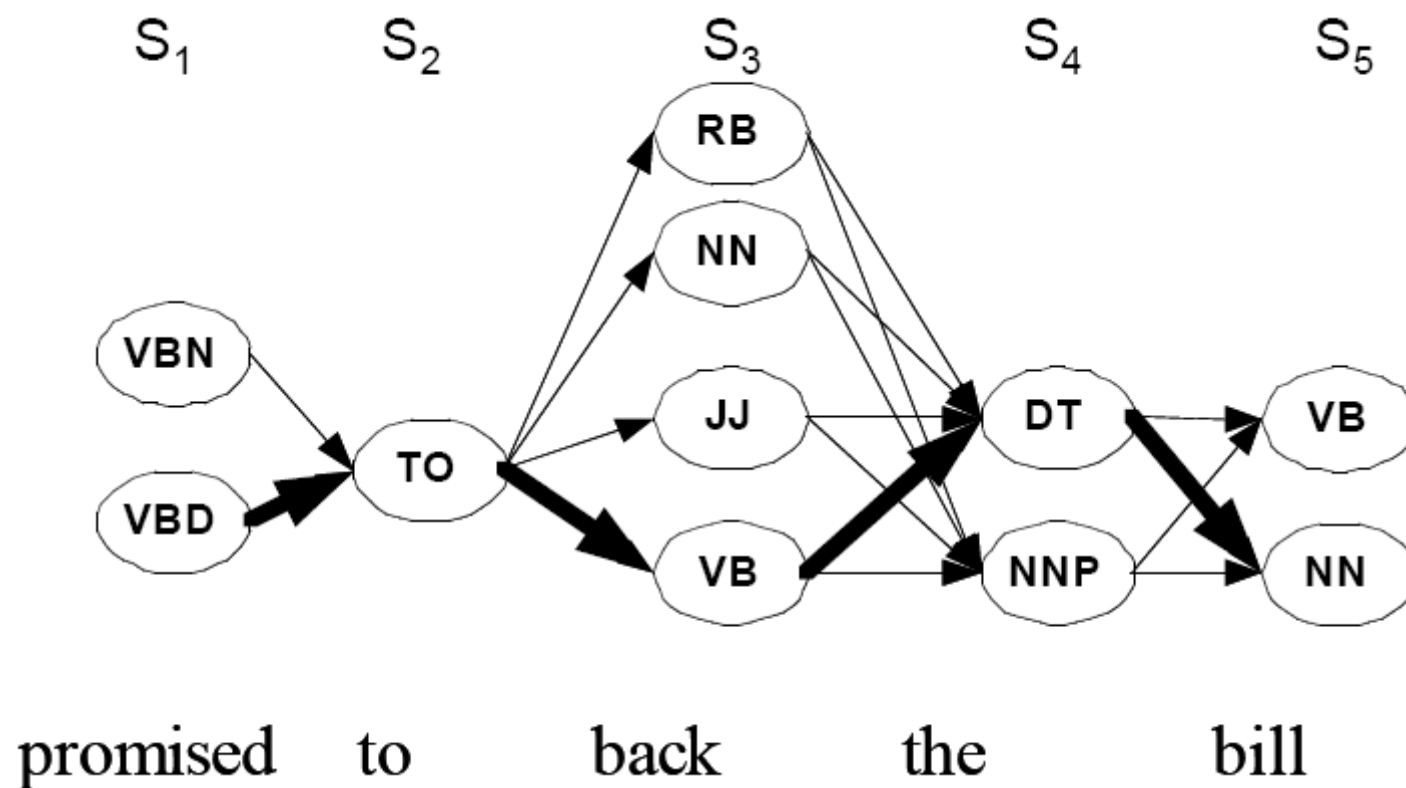 S₁ S₂ S₃ S₄ S₅
RB
NN
VBN
JJ DT VB
TO
VBD
VB NNP NN
promised to back the bill